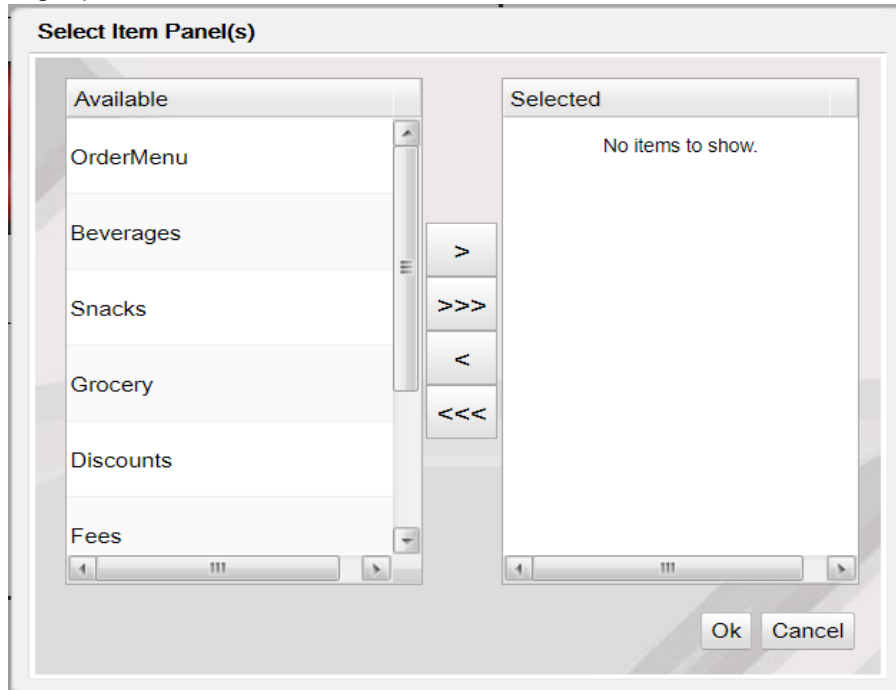 Select Item Panel(s)
Available
Selected
OrderMenu
No items to show.
Beverages
>
Snacks
>>>
<
Grocery
<<<
Discounts
Fees
Ok
Cancel